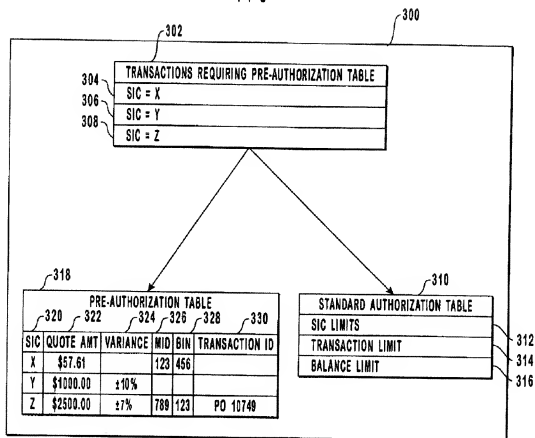 300
302
TRANSACTIONS REQUIRING PRE-AUTHORIZATION TABLE
304
SIC = X
306
SIC = Y
308
SIC = Z
318
PRE-AUTHORIZATION TABLE
320 322 324 326 328 330
SIC QUOTE AMT VARIANCE MID BIN TRANSACTION ID
X $57.61 123 456
Y $1000.00 ±10%
Z $2500.00 ±7% 789 123 PO 10749
310
STANDARD AUTHORIZATION TABLE
SIC LIMITS
312
TRANSACTION LIMIT
314
BALANCE LIMIT
316